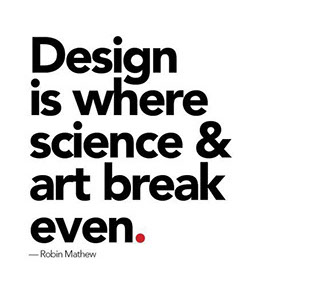 Design
is where
science &
art break
even.
— Robin Mathew